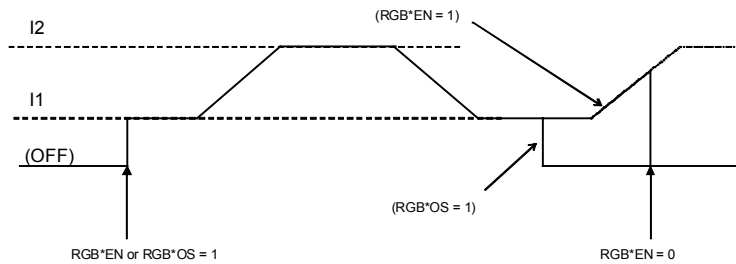 (RGB*EN = 1)
I2
I1
(OFF)
(RGB*OS = 1)
RGB*EN or RGB*OS = 1
RGB*EN = 0